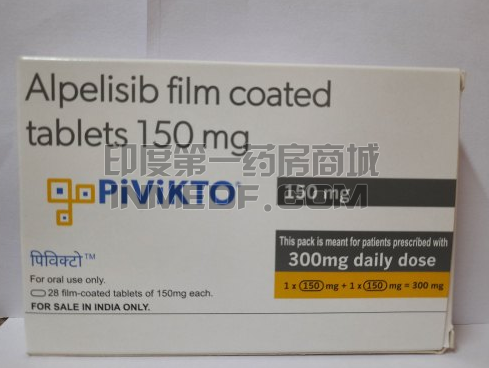 Alpelisib film coated
tablets 150 mg
印度第一药房商城
PiViKTO®
150 mg
INMEDF.COM
This pack is meant for patients prescribed with
300mg daily dose
पिविक्टो™
1 x 150 mg + 1 x 150 mg = 300 mg
For oral use only.
28 film-coated tablets of 150mg each.
FOR SALE IN INDIA ONLY.